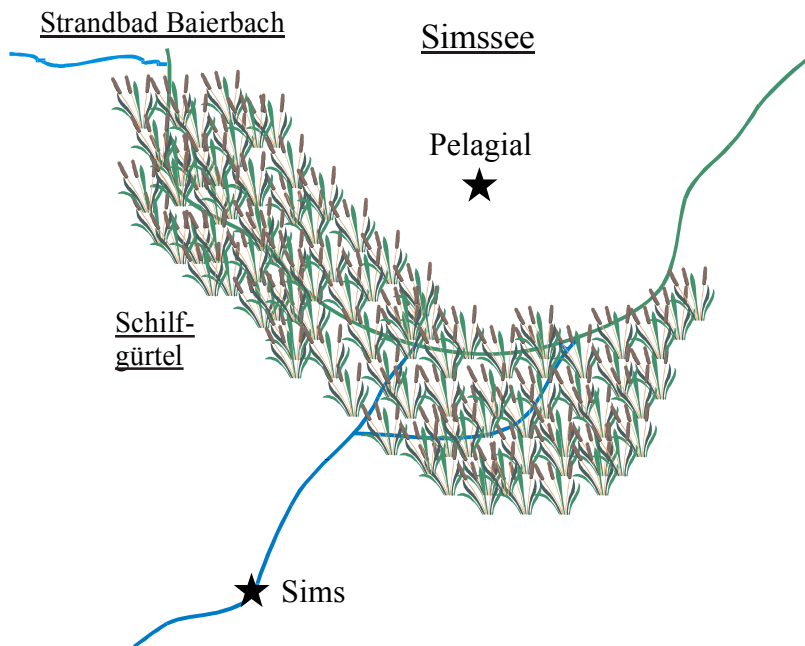 Strandbad Baierbach
Simssee
Pelagial
Schilf-
gürtel
Sims